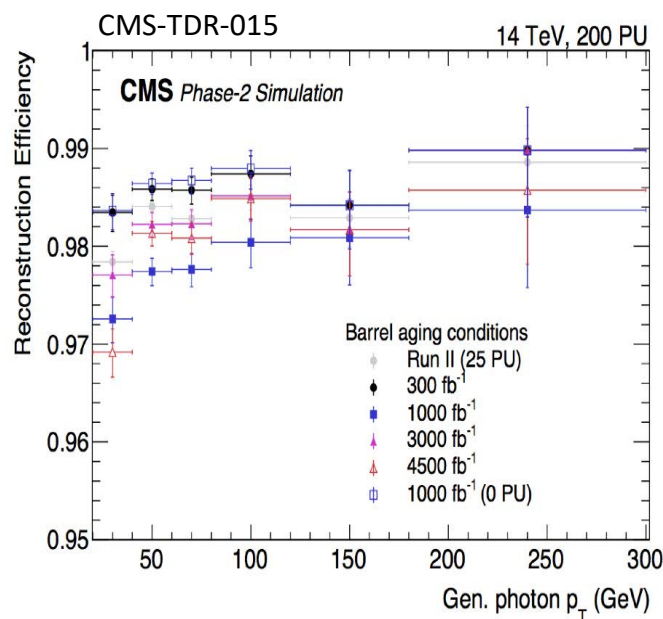 CMS-TDR-015
14 TeV, 200 PU
CMS Phase-2 Simulation
Reconstruction Efficiency
1
0.99
0.98
0.97
0.96
0.95
Barrel aging conditions
Run II (25 PU)
300 fb⁻¹
1000 fb⁻¹
3000 fb⁻¹
4500 fb⁻¹
1000 fb⁻¹ (0 PU)
50 100 150 200 250 300
Gen. photon p_T (GeV)